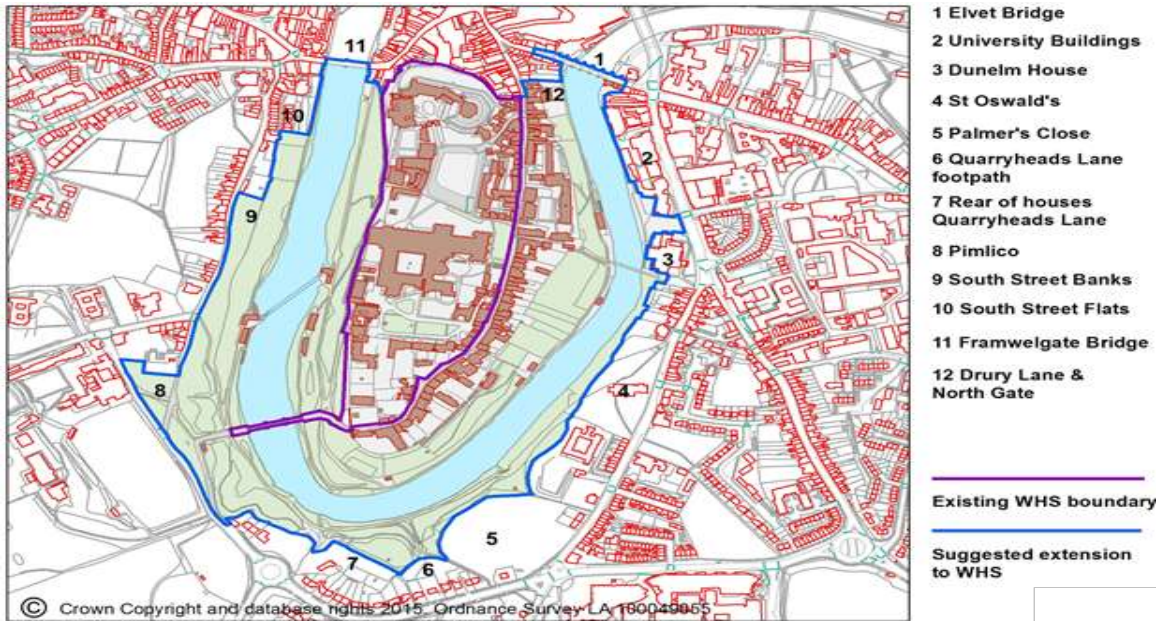 11
1
12
10
2
9
3
8
4
5
7
6
© Crown Copyright and database rights 2015. Ordnance Survey LA 100049055
1 Elvet Bridge
2 University Buildings
3 Dunelm House
4 St Oswald's
5 Palmer's Close
6 Quarryheads Lane
footpath
7 Rear of houses
Quarryheads Lane
8 Pimlico
9 South Street Banks
10 South Street Flats
11 Framwelgate Bridge
12 Drury Lane &
North Gate
Existing WHS boundary
Suggested extension
to WHS